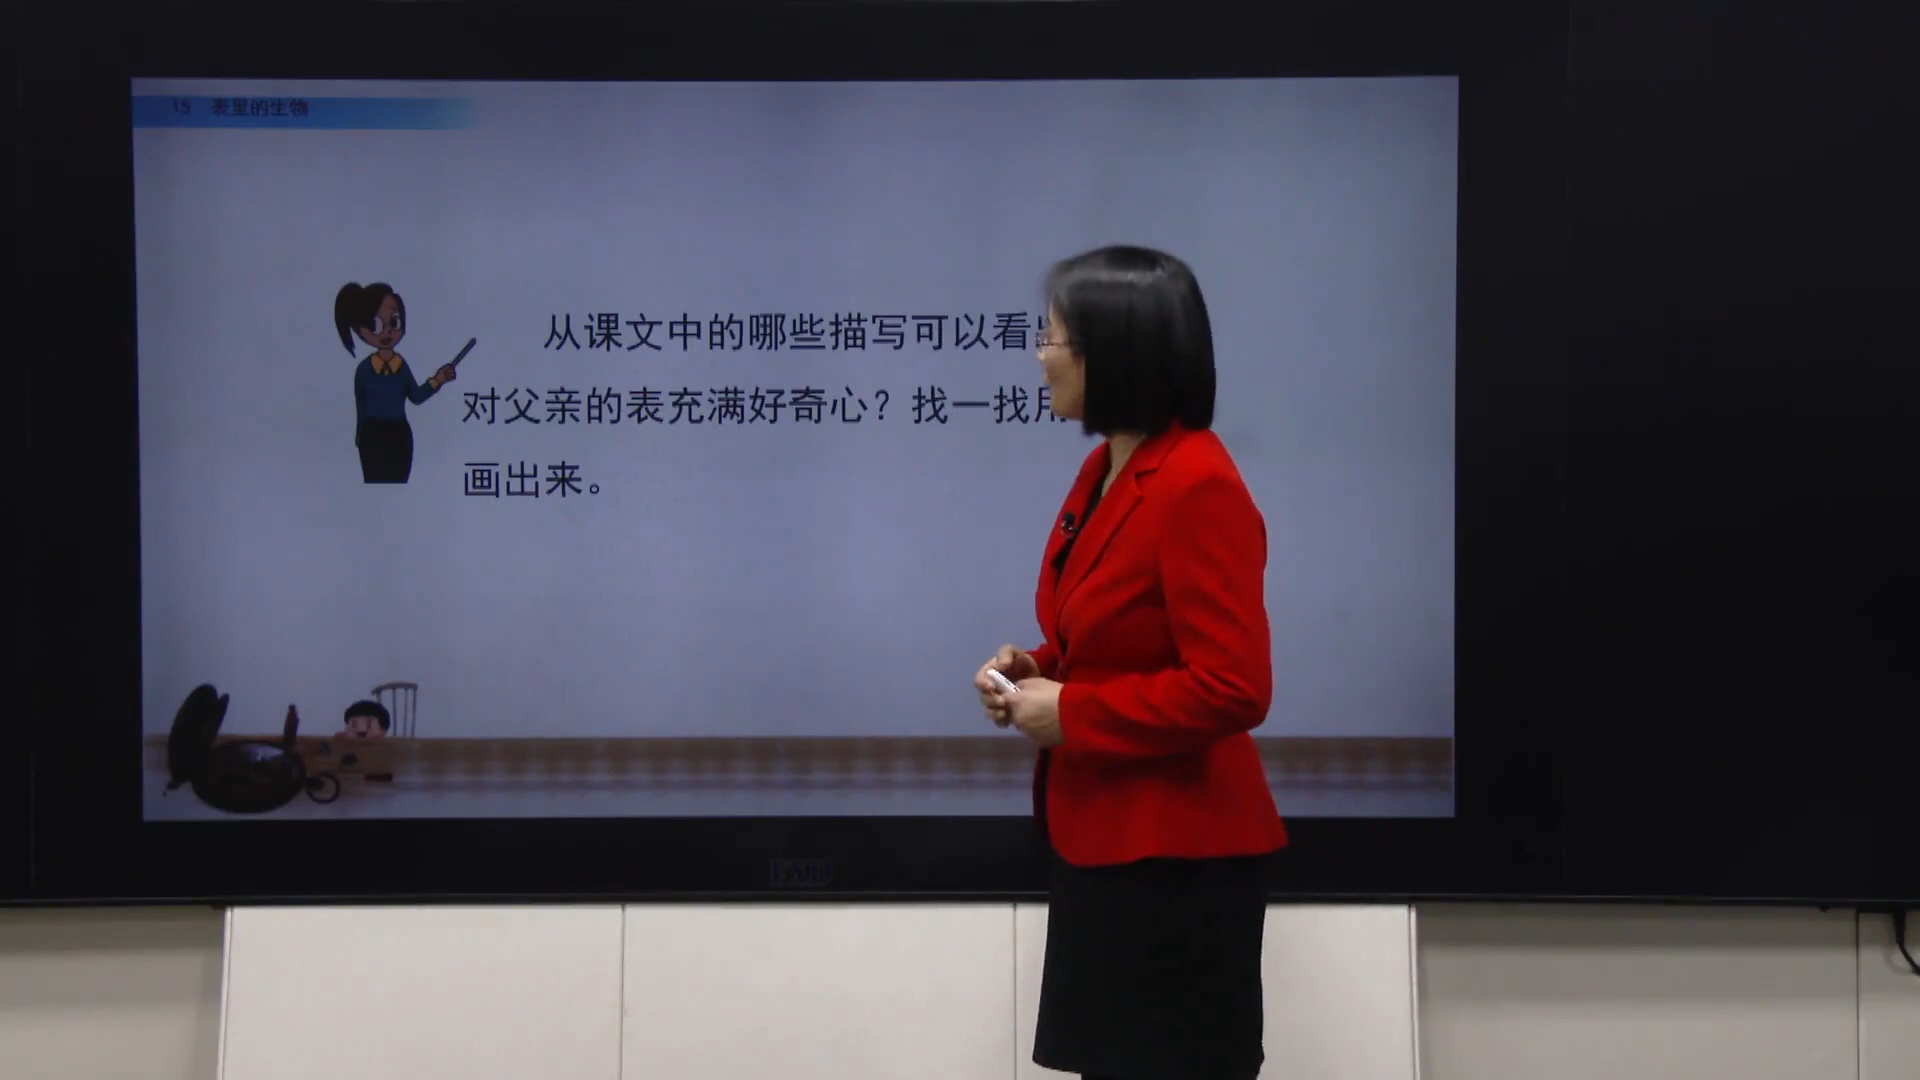 15 表里的生物
从课文中的哪些描写可以看
对父亲的表充满好奇心？找一找用
画出来。